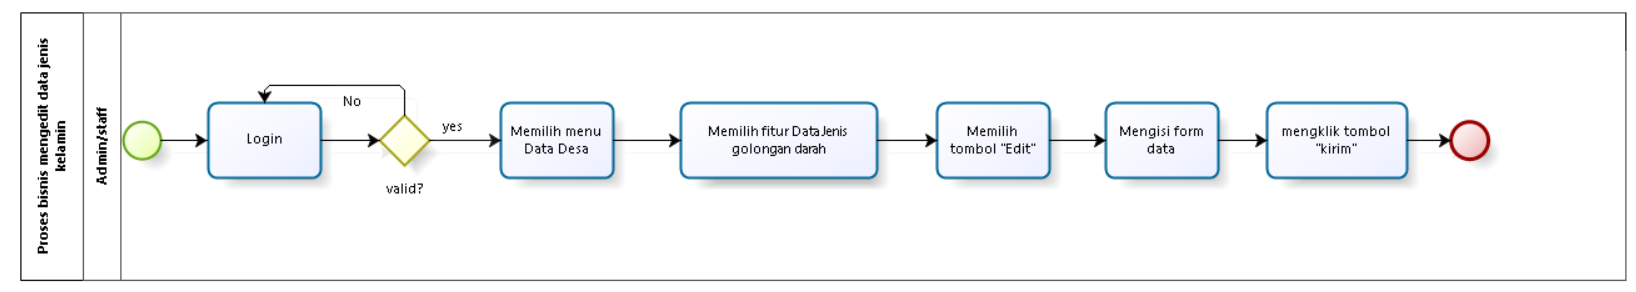 Proses bisnis mengedit data jenis
kelamin
Admin/staff
Login
No
valid?
yes
Memilih menu
Data Desa
Memilih fitur Data Jenis
golongan darah
Memilih
tombol "Edit"
Mengisi form
data
mengklik tombol
"kirim"